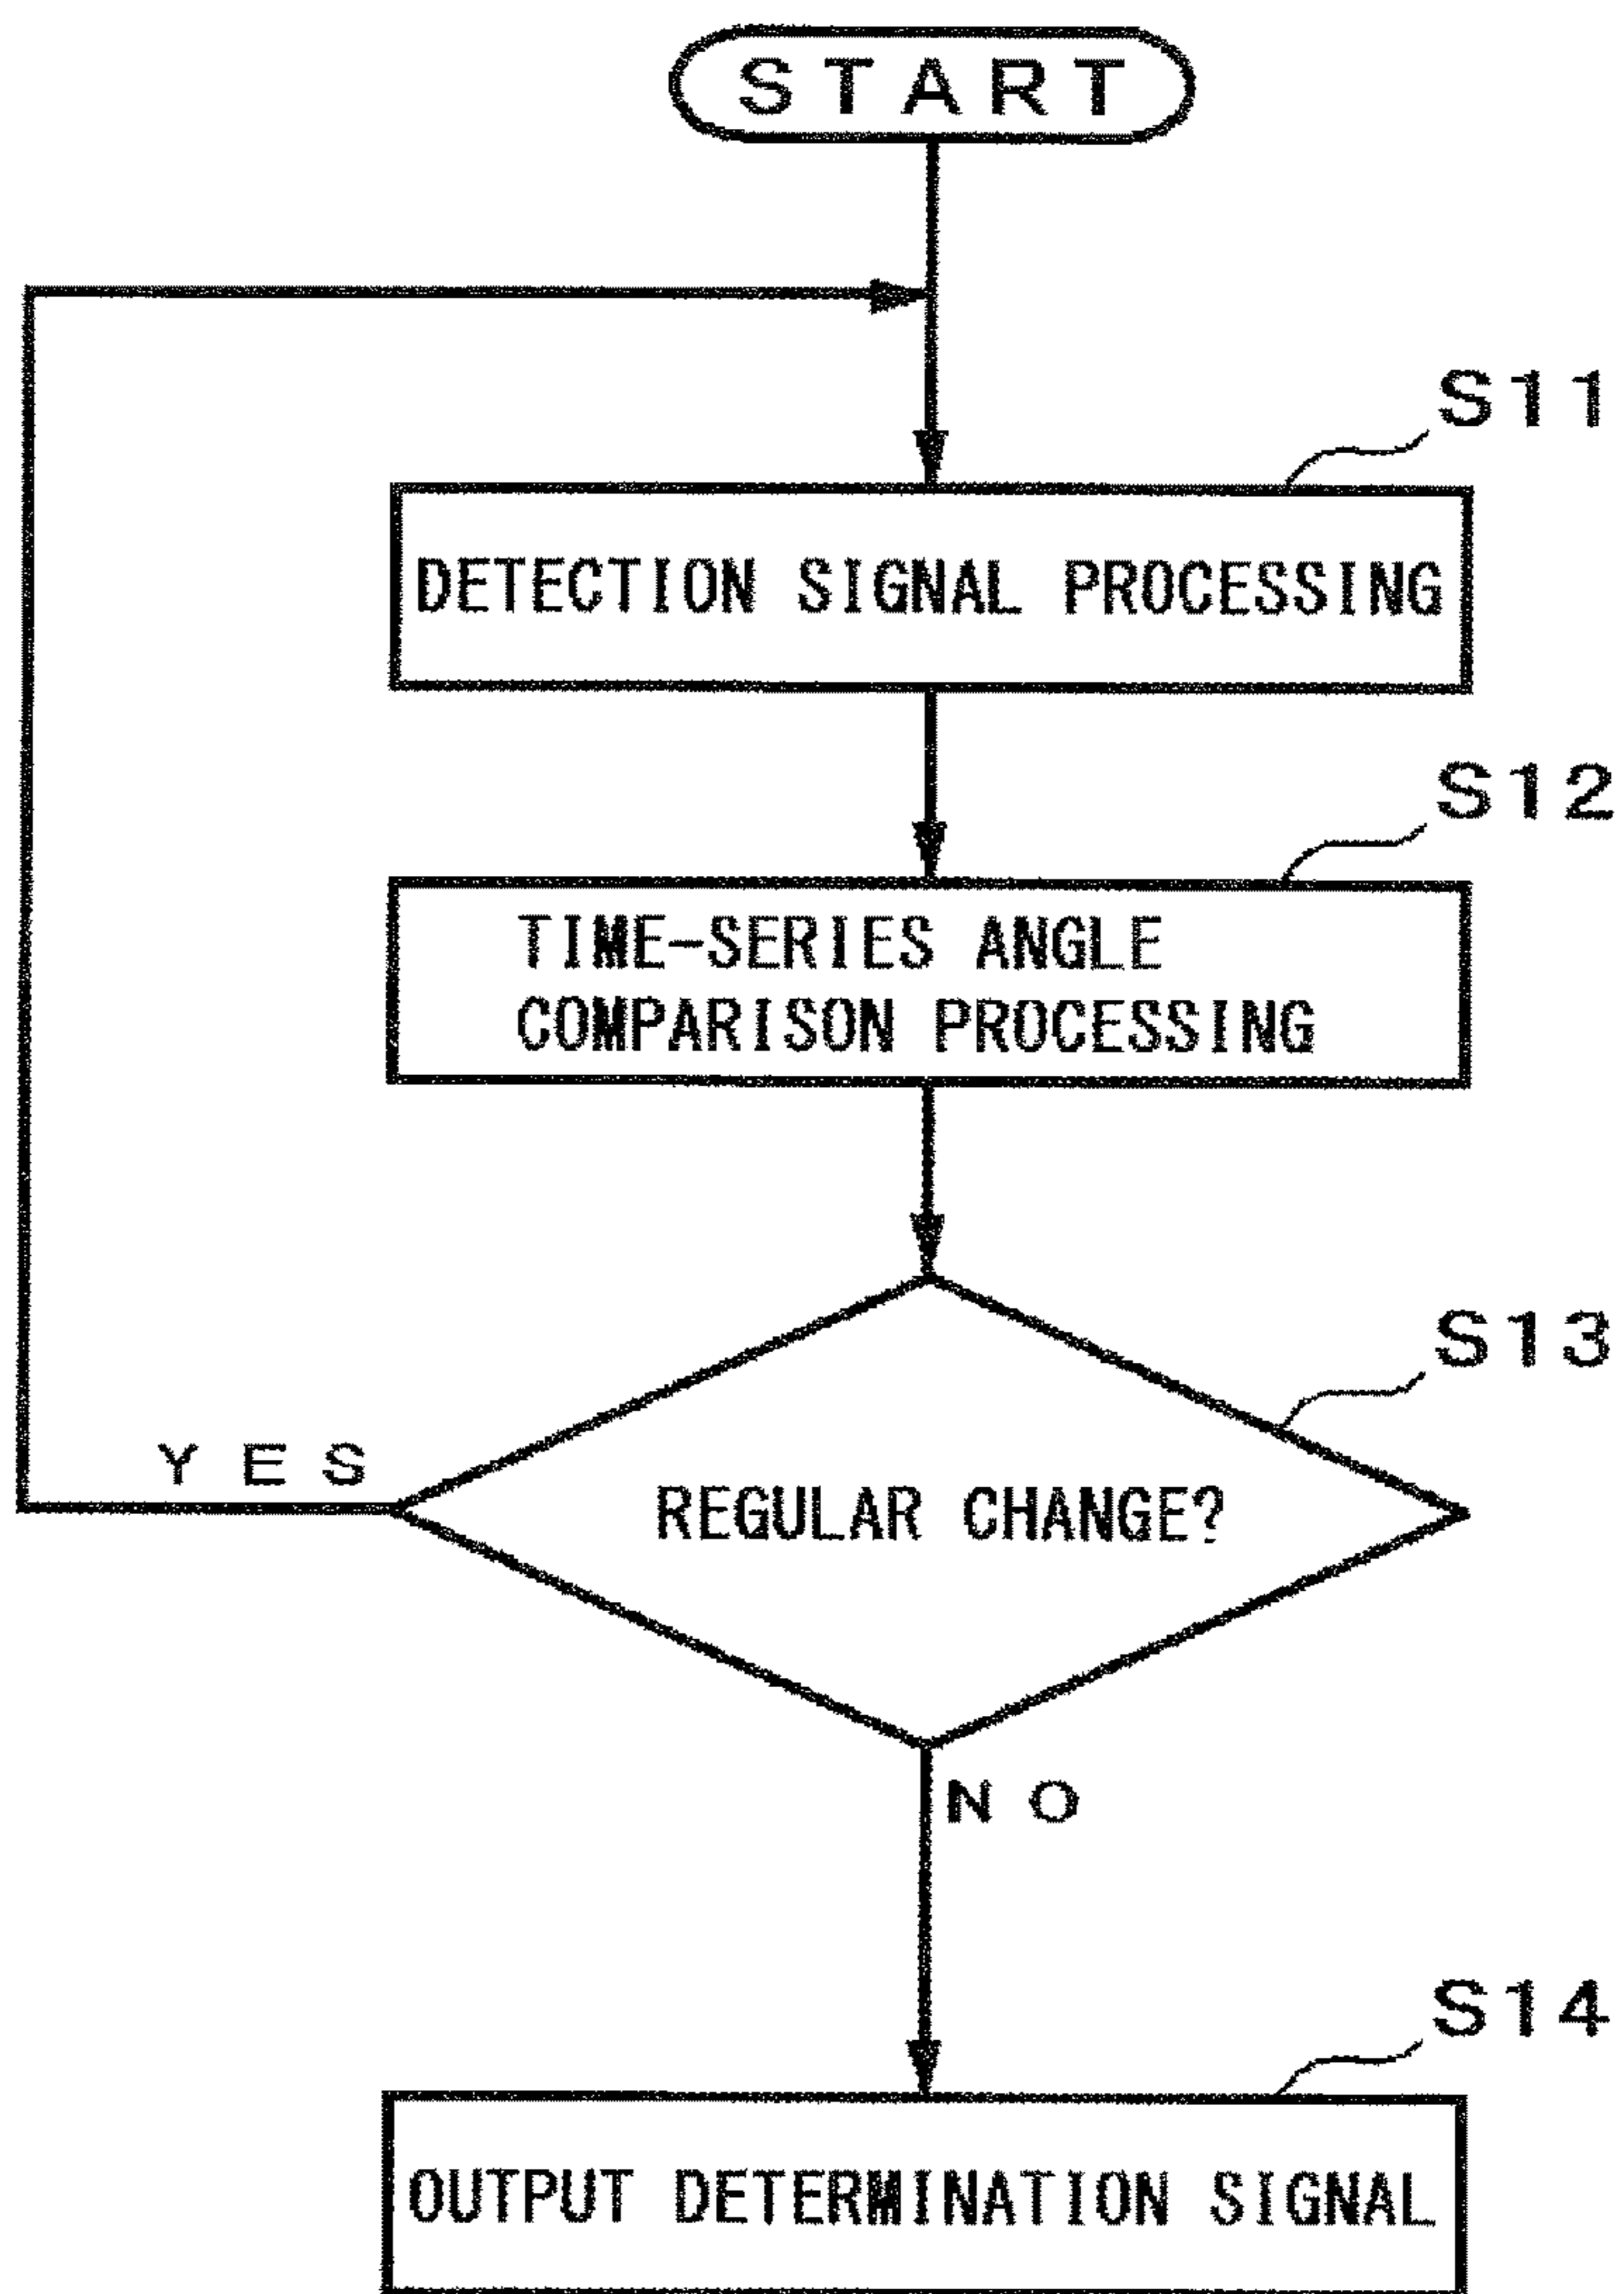 START
S11
DETECTION SIGNAL PROCESSING
S12
TIME-SERIES ANGLE
COMPARISON PROCESSING
S13
YES
REGULAR CHANGE?
NO
S14
OUTPUT DETERMINATION SIGNAL